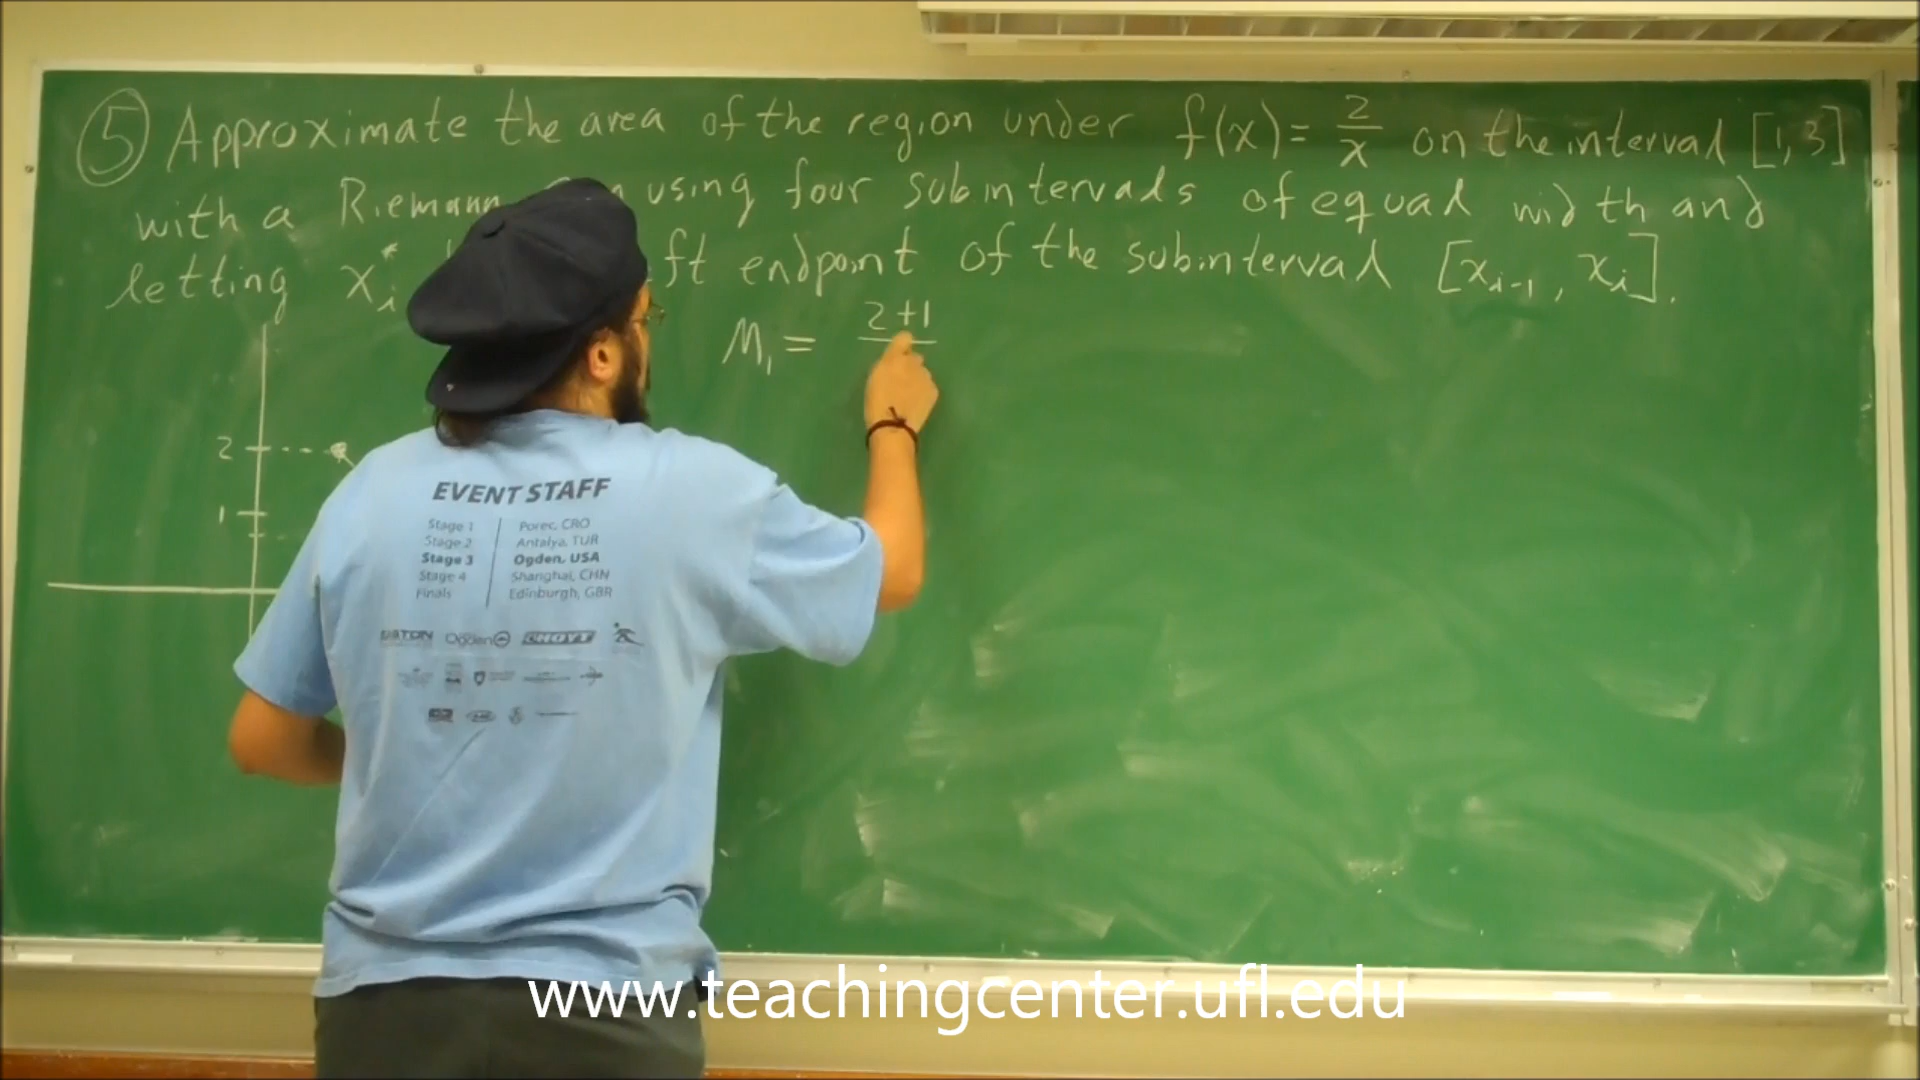 ⑤ Approximate the area of the region under f(x) = 2/x on the interval [1,3]
with a Riemann using four subintervals of equal width and
letting x_i^* ft endpoint of the subinterval [x_{i-1}, x_i].
M_1 = 2+1
2
1
EVENT STAFF
Stage 1 Porec, CRO
Stage 2 Antalya, TUR
Stage 3 Ogden, USA
Stage 4 Shanghai, CHN
Finals Edinburgh, GBR
EASTON Ogden HOYT
www.teachingcenter.ufl.edu